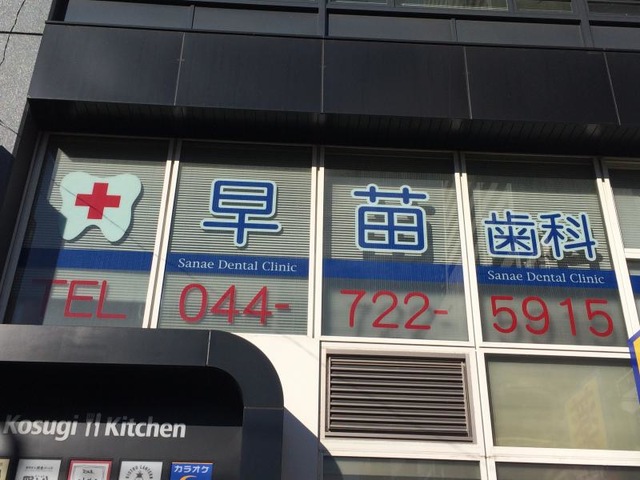 早苗歯科
Sanae Dental Clinic Sanae Dental Clinic
TEL 044-722-5915
Kosugi Kitchen
カラオケ